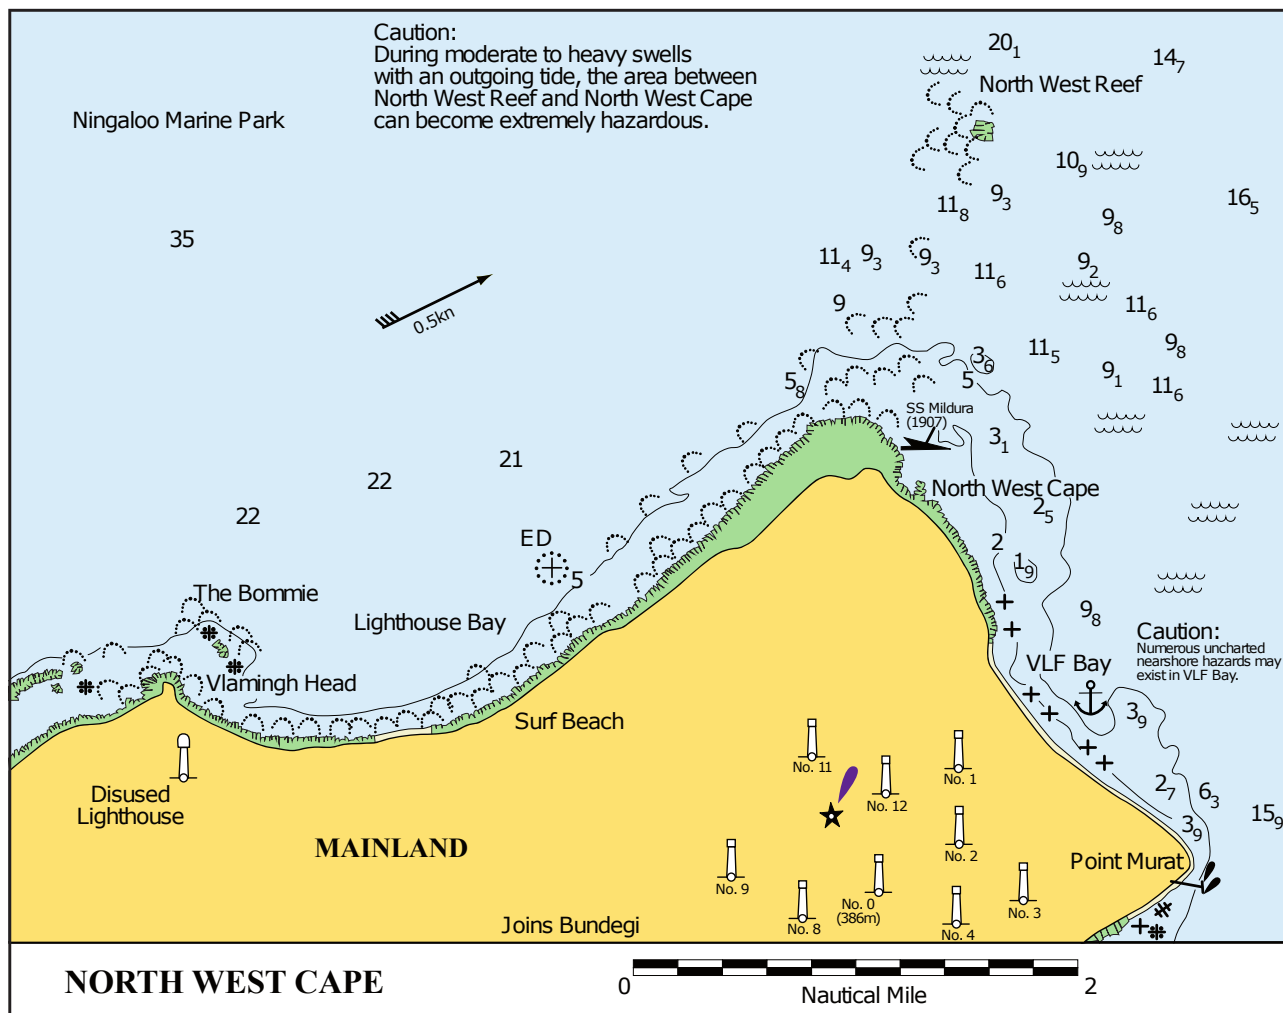 Caution:
During moderate to heavy swells
with an outgoing tide, the area between
North West Reef and North West Cape
can become extremely hazardous.
20₁
14₇
North West Reef
Ningaloo Marine Park
10₉
9₃
16₅
11₈
9₈
35
11₄
9₃
9₃
9₂
11₆
9
11₆
0.5kn
11₅
9₈
3₆
9₁
5₈
5
11₆
SS Mildura
(1907)
3₁
21
22
North West Cape
2₅
22
ED
2
1₉
5
The Bommie
9₈
Lighthouse Bay
Caution:
Numerous uncharted
nearshore hazards may
exist in VLF Bay.
VLF Bay
Vlamingh Head
3₉
Surf Beach
No. 11
No. 1
2₇
6₃
Disused
Lighthouse
No. 12
15₉
3₉
MAINLAND
No. 2
Point Murat
No. 9
No. 0
(386m)
No. 3
No. 8
No. 4
Joins Bundegi
NORTH WEST CAPE
0
2
Nautical Mile